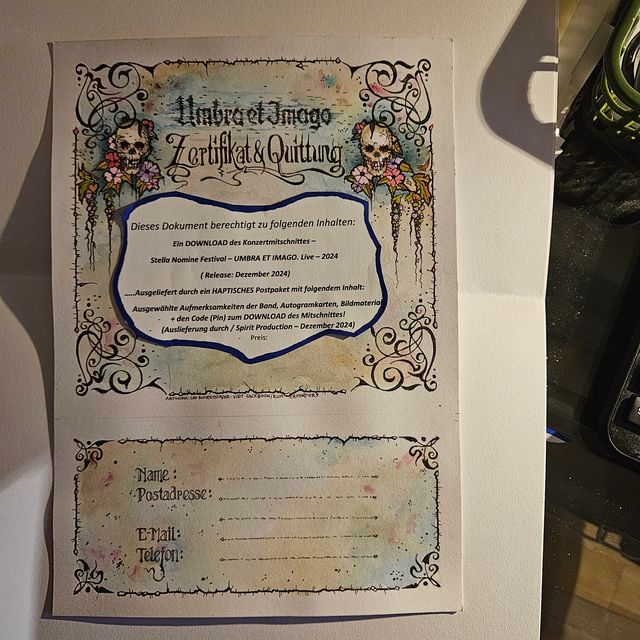 Umbra et Imago
Zertifikat & Quittung
Dieses Dokument berechtigt zu folgenden Inhalten:
Ein DOWNLOAD des Konzertmitschnittes –
Stella Nomine Festival – UMBRA ET IMAGO. Live – 2024
( Release: Dezember 2024)
.....Ausgeliefert durch ein HAPTISCHES Postpaket mit folgendem Inhalt:
Ausgewählte Aufmerksamkeiten der Band, Autogramkarten, Bildmaterial
- + den Code (Pin) zum DOWNLOAD des Mitschnittes!
(Auslieferung durch / Spirit Production – Dezember 2024)
- Preis:
VISIT FACEBOOK/
Name :
Postadresse:
E-Mail:
Telefon: